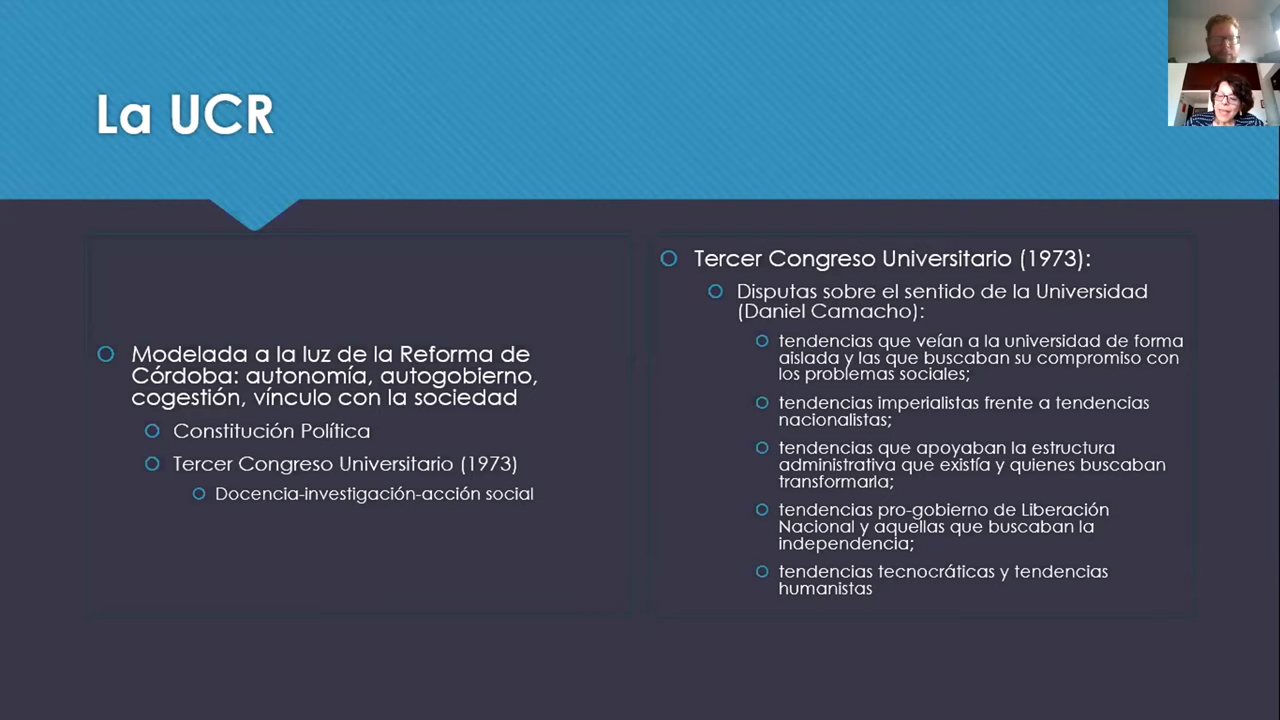 La UCR
Modelada a la luz de la Reforma de
Córdoba: autonomía, autogobierno,
cogestión, vínculo con la sociedad
Constitución Política
Tercer Congreso Universitario (1973)
Docencia-investigación-acción social
Tercer Congreso Universitario (1973):
Disputas sobre el sentido de la Universidad
(Daniel Camacho):
tendencias que veían a la universidad de forma
aislada y las que buscaban su compromiso con
los problemas sociales;
tendencias imperialistas frente a tendencias
nacionalistas;
tendencias que apoyaban la estructura
administrativa que existía y quienes buscaban
transformarla;
tendencias pro-gobierno de Liberación
Nacional y aquellas que buscaban la
independencia;
tendencias tecnocráticas y tendencias
humanistas